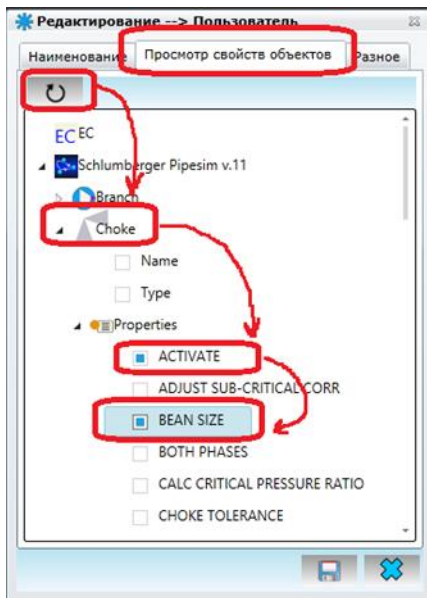 Редактирование --> Пользователь
Наименование Просмотр свойств объектов Разное
EC EC
Schlumberger Pipesim v.11
Branch
Choke
Name
Type
Properties
ACTIVATE
ADJUST SUB-CRITICAL CORR
BEAN SIZE
BOTH PHASES
CALC CRITICAL PRESSURE RATIO
CHOKE TOLERANCE